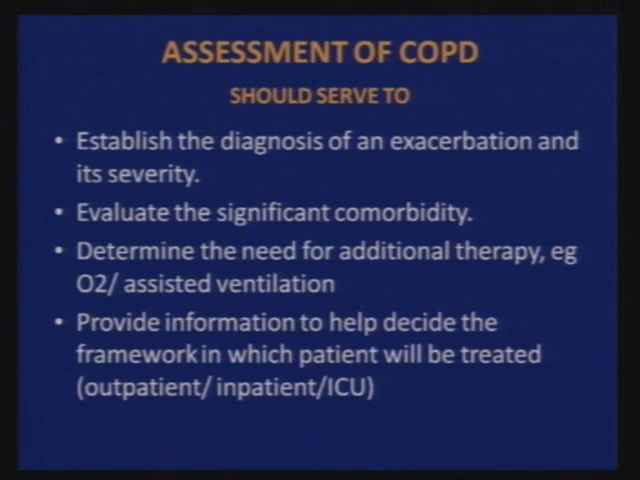 ASSESSMENT OF COPD
SHOULD SERVE TO
• Establish the diagnosis of an exacerbation and
its severity.
• Evaluate the significant comorbidity.
• Determine the need for additional therapy, eg
O2/ assisted ventilation
• Provide information to help decide the
framework in which patient will be treated
(outpatient/ inpatient/ICU)